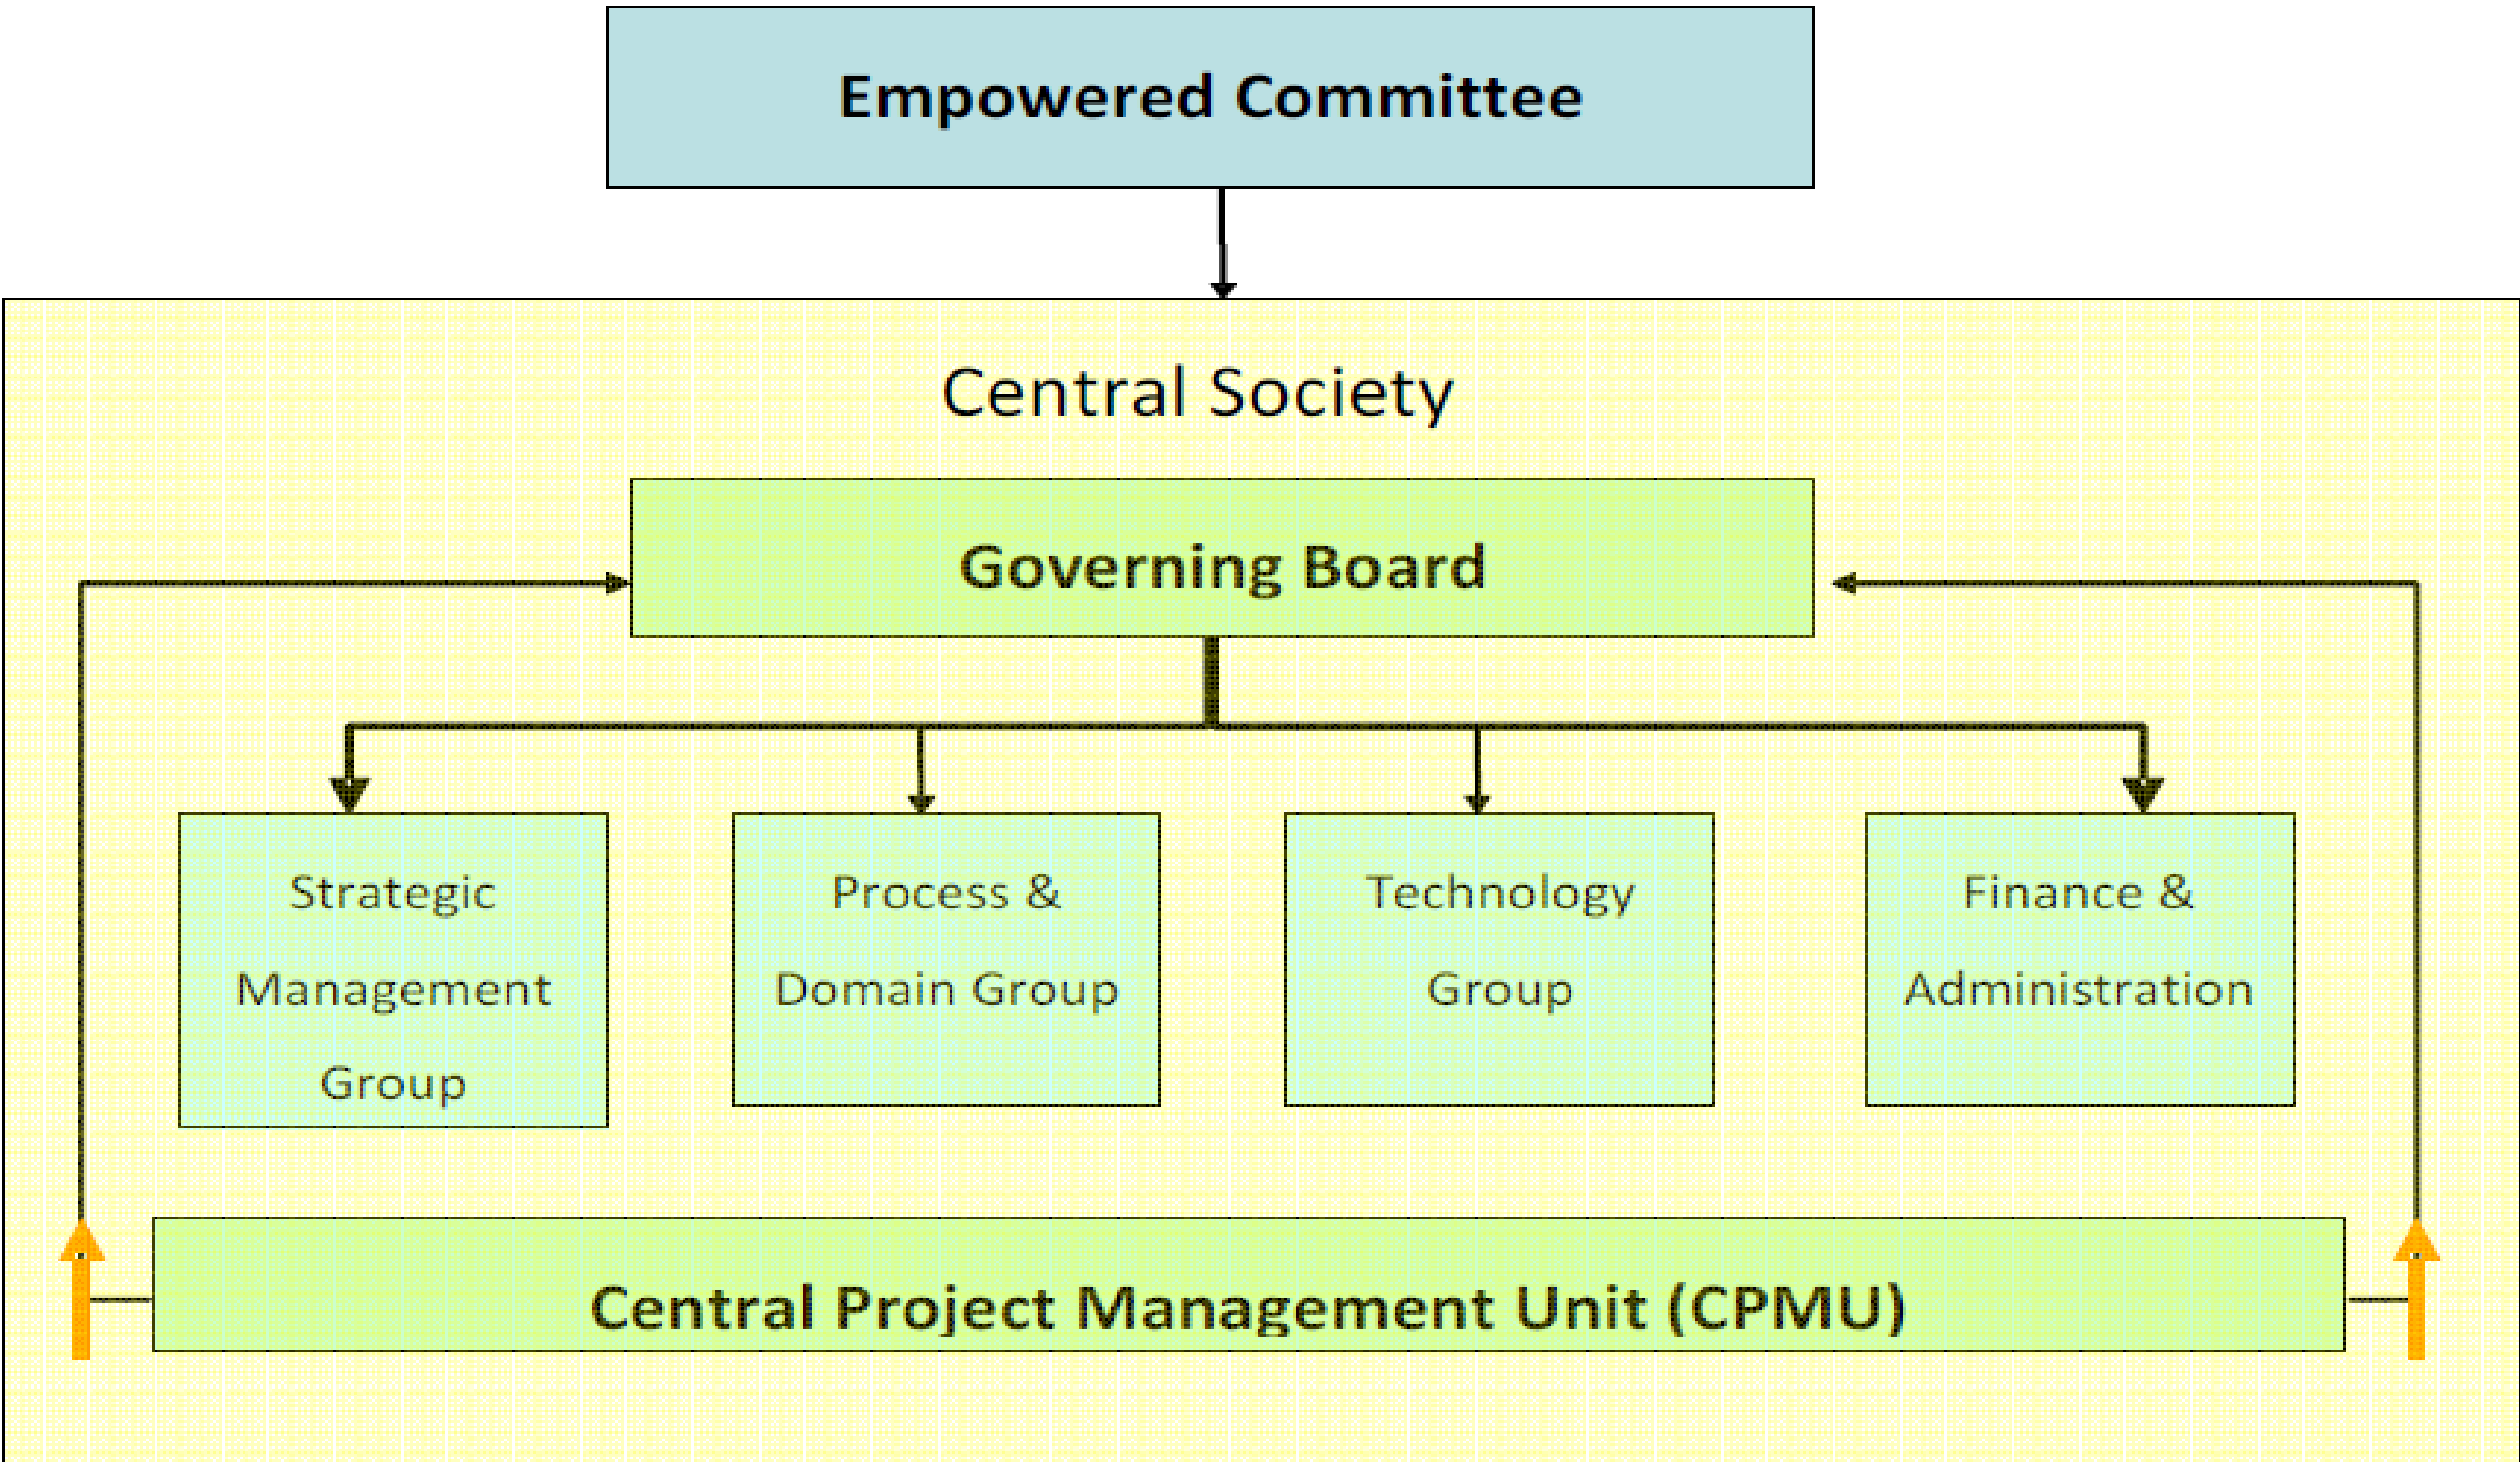 Empowered Committee
Central Society
Governing Board
Strategic
Management
Group
Process &
Domain Group
Technology
Group
Finance &
Administration
Central Project Management Unit (CPMU)